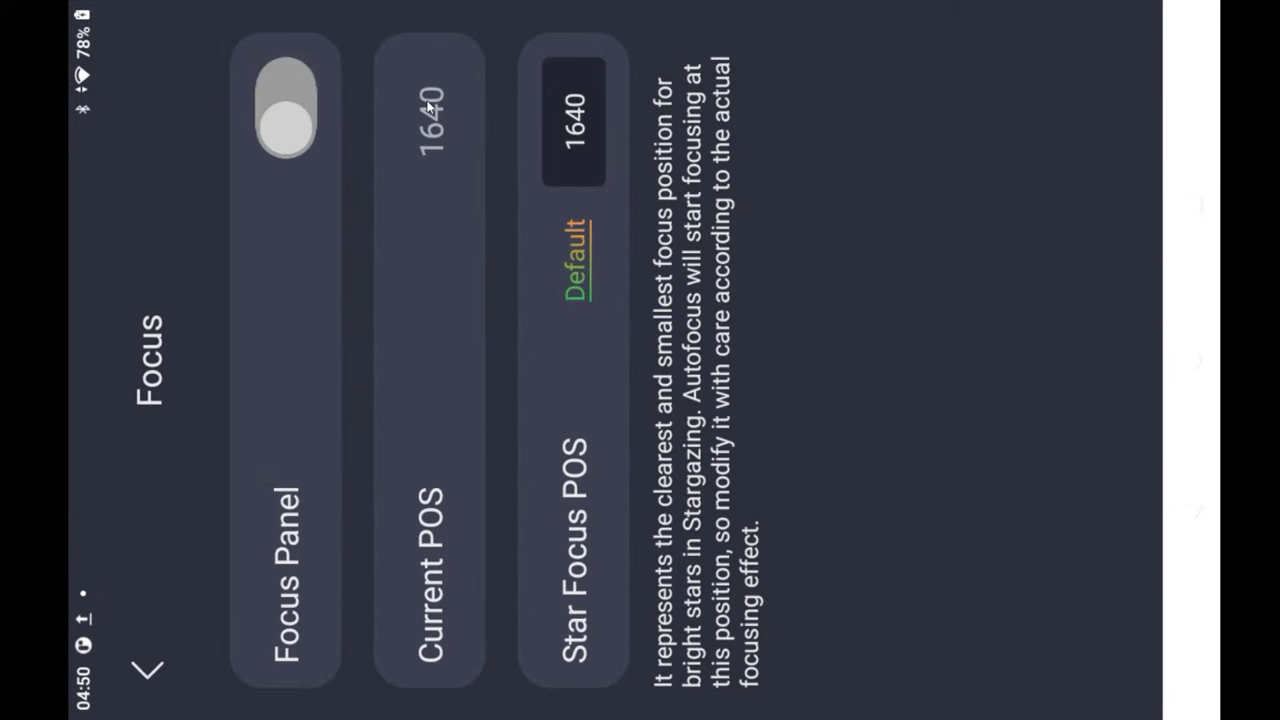 04:50
78%
Focus
Focus Panel
Current POS
1640
Star Focus POS
Default
1640
It represents the clearest and smallest focus position for
bright stars in Stargazing. Autofocus will start focusing at
this position, so modify it with care according to the actual
focusing effect.